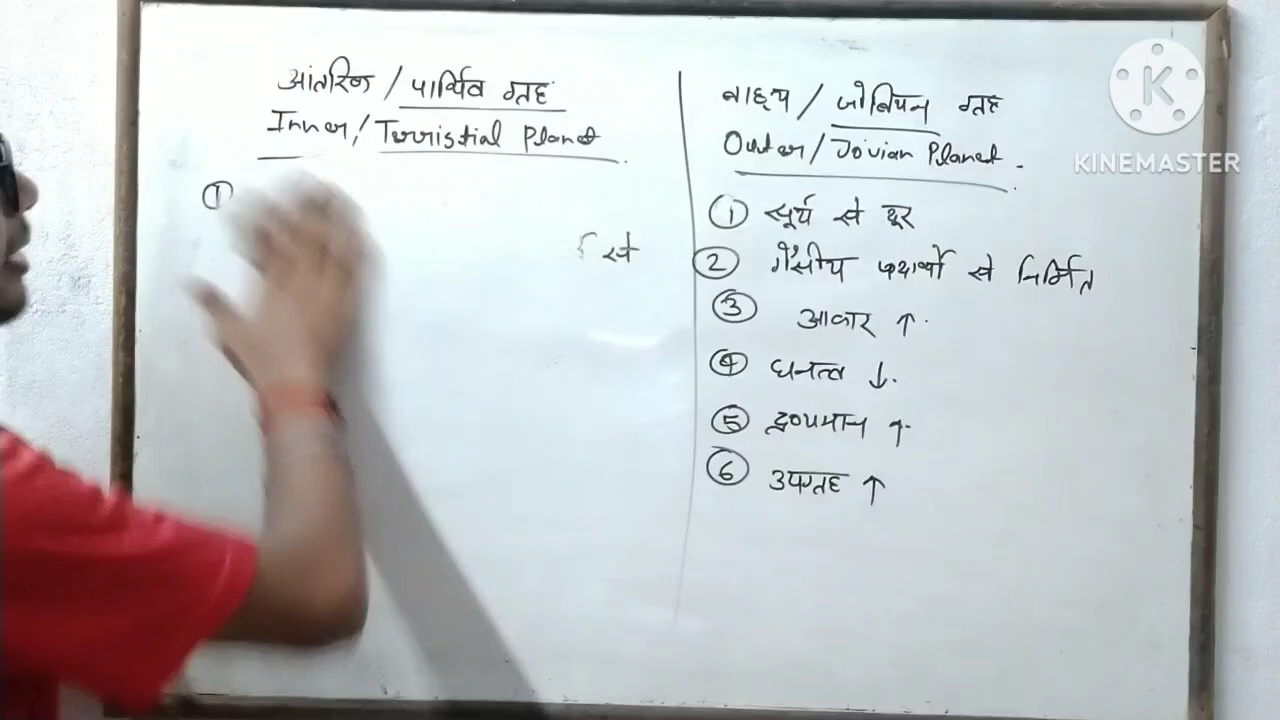 आंतरिक / पार्थिव ग्रह
Inner / Terristial Planet
①
से
बाह्य / जोवियन ग्रह
Outer / Jovian Planet
① सूर्य से दूर
② गैसीय पदार्थो से निर्मित
③ आकार ↑
④ घनत्व ↓
⑤ द्रव्यमान ↑
⑥ उपग्रह ↑
K
KINEMASTER